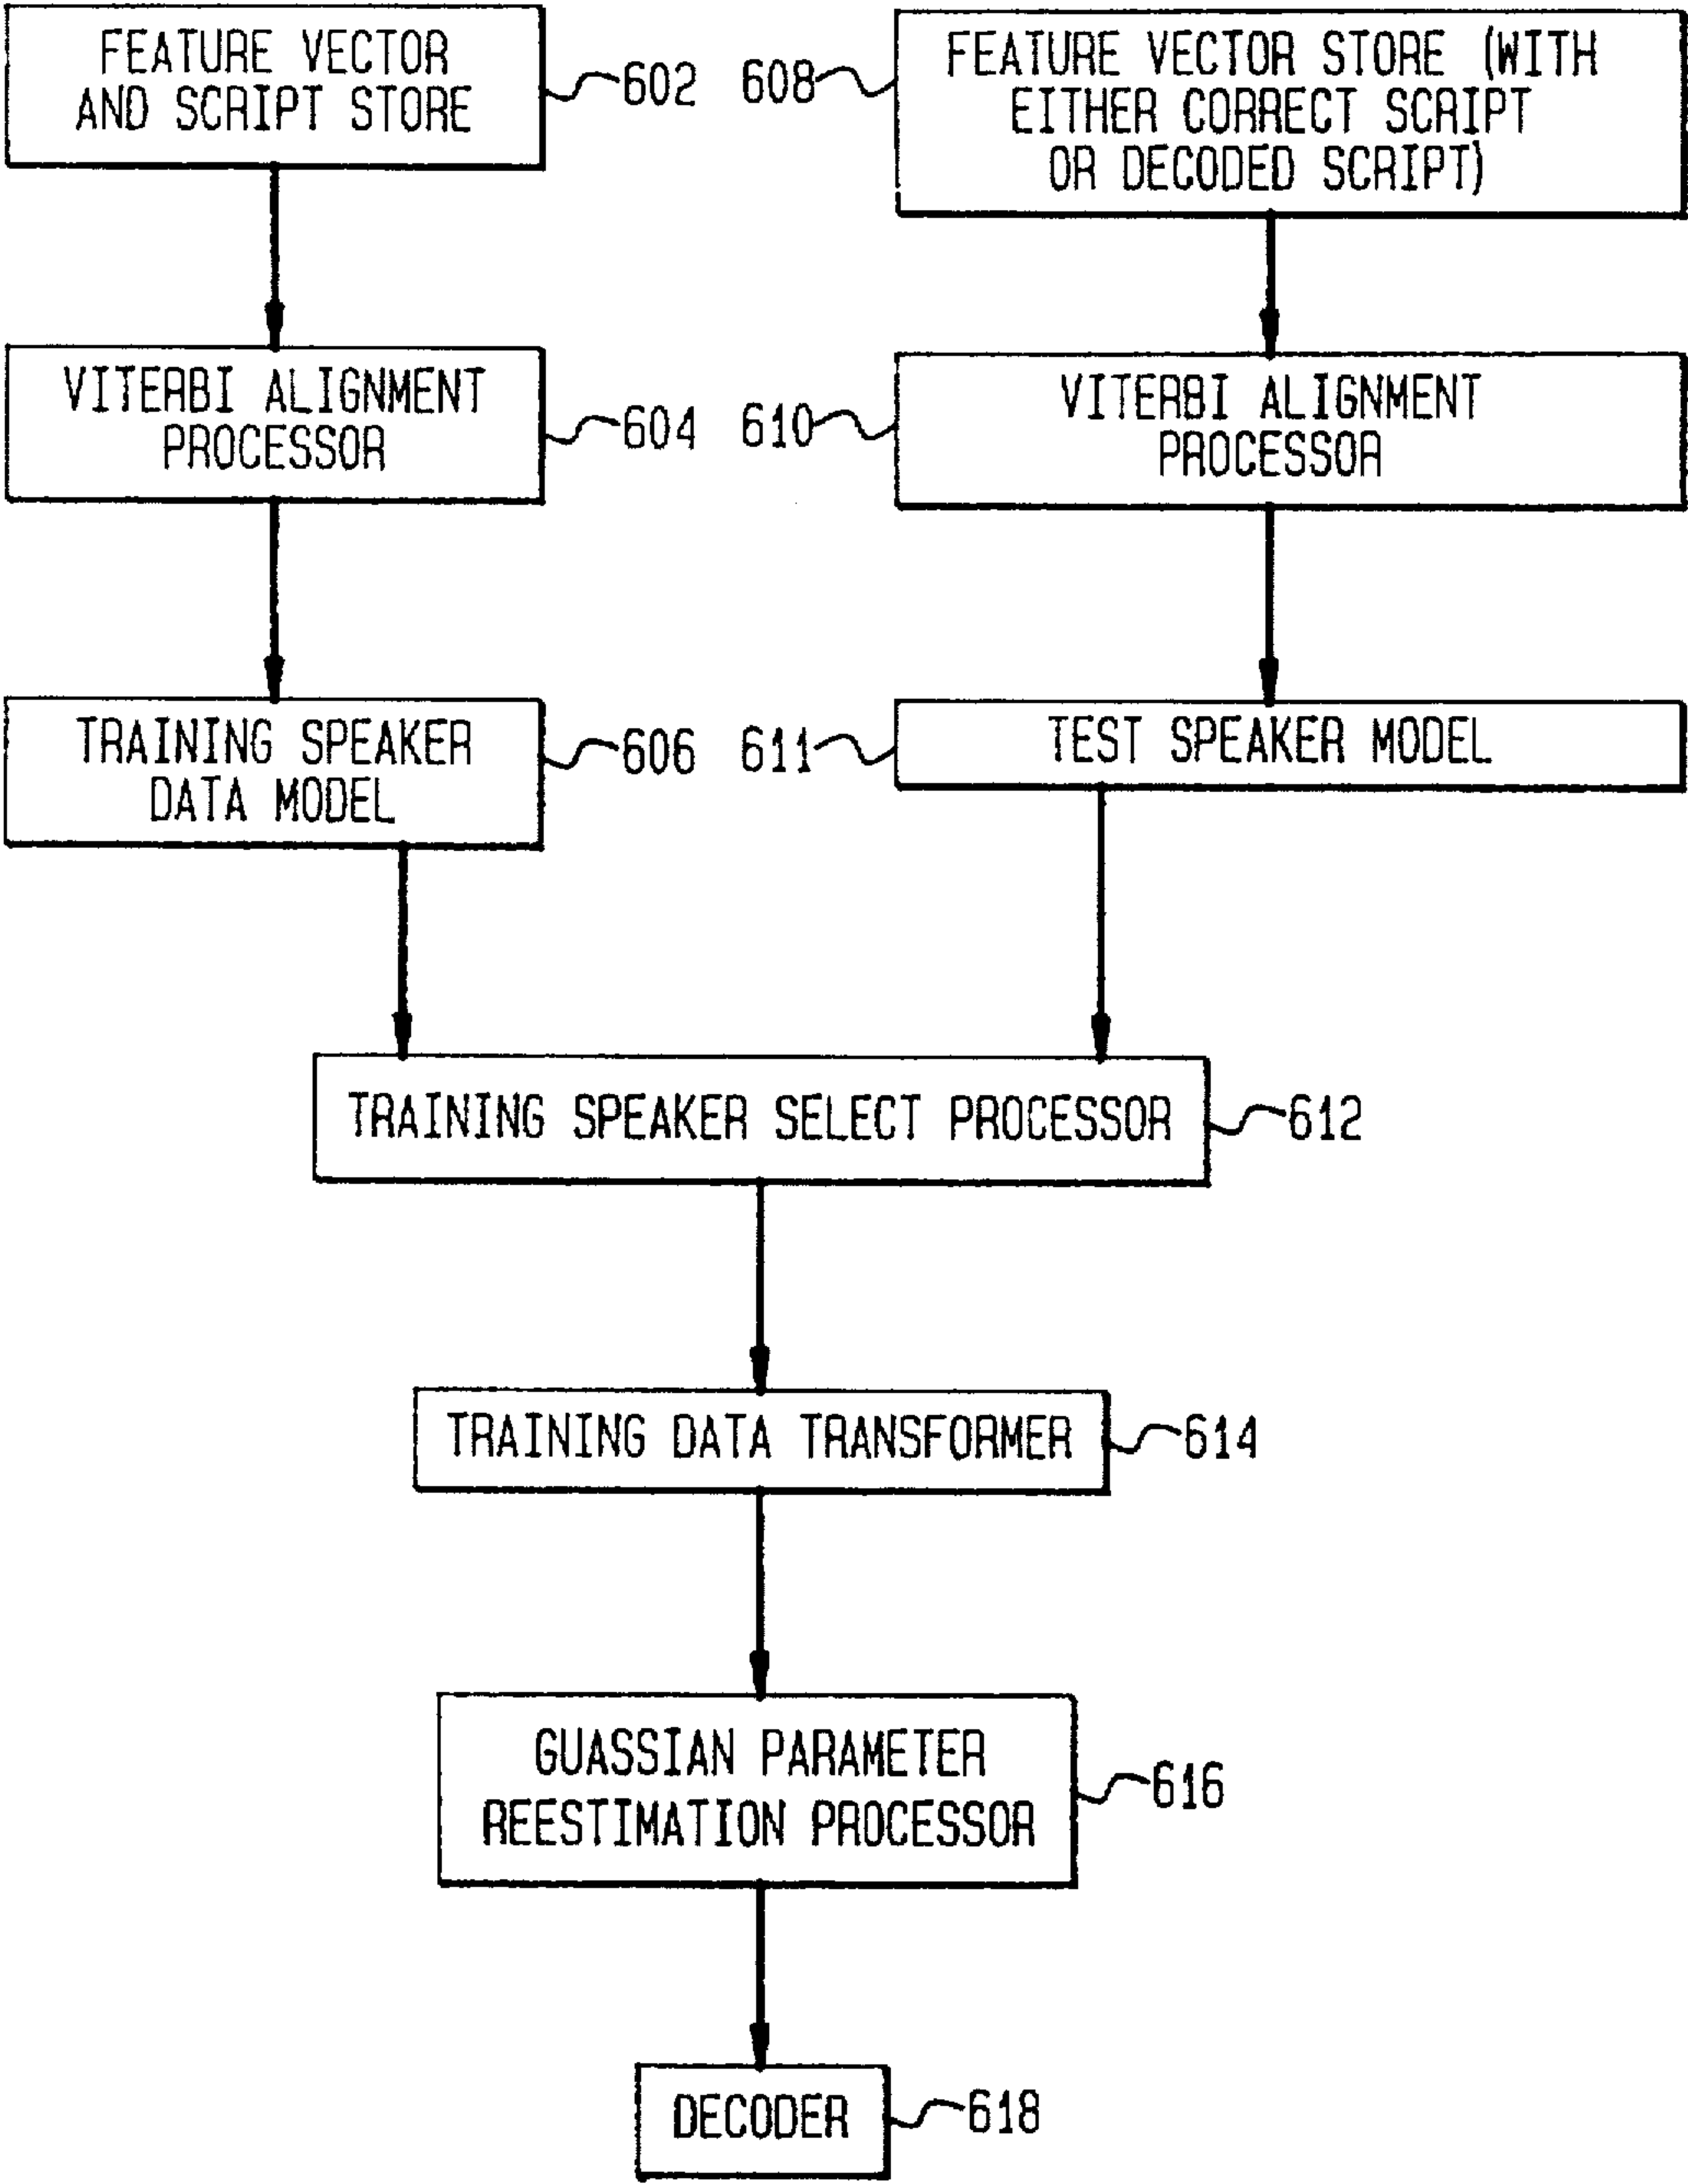 FEATURE VECTOR
AND SCRIPT STORE
602
608
FEATURE VECTOR STORE (WITH
EITHER CORRECT SCRIPT
OR DECODED SCRIPT)
VITERBI ALIGNMENT
PROCESSOR
604
610
VITERBI ALIGNMENT
PROCESSOR
TRAINING SPEAKER
DATA MODEL
606
611
TEST SPEAKER MODEL
TRAINING SPEAKER SELECT PROCESSOR
612
TRAINING DATA TRANSFORMER
614
GUASSIAN PARAMETER
REESTIMATION PROCESSOR
616
DECODER
618